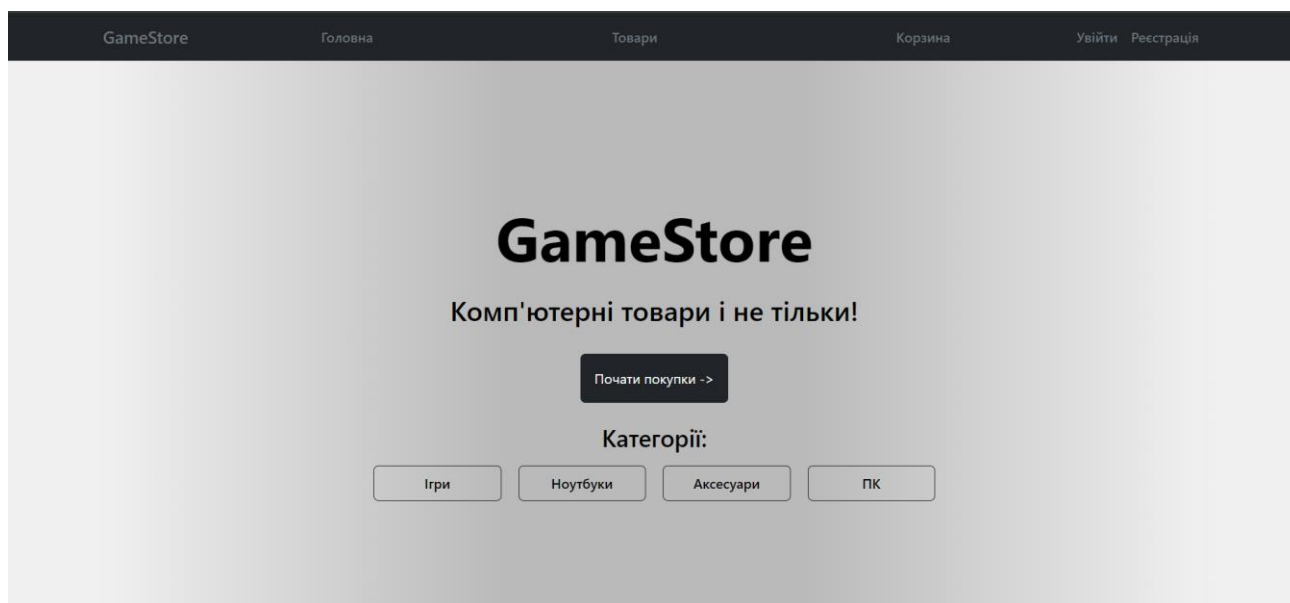 GameStore Головна Товари Корзина Увійти Реєстрація
GameStore
Комп'ютерні товари і не тільки!
Почати покупки ->
Категорії:
Ігри Ноутбуки Аксесуари ПК